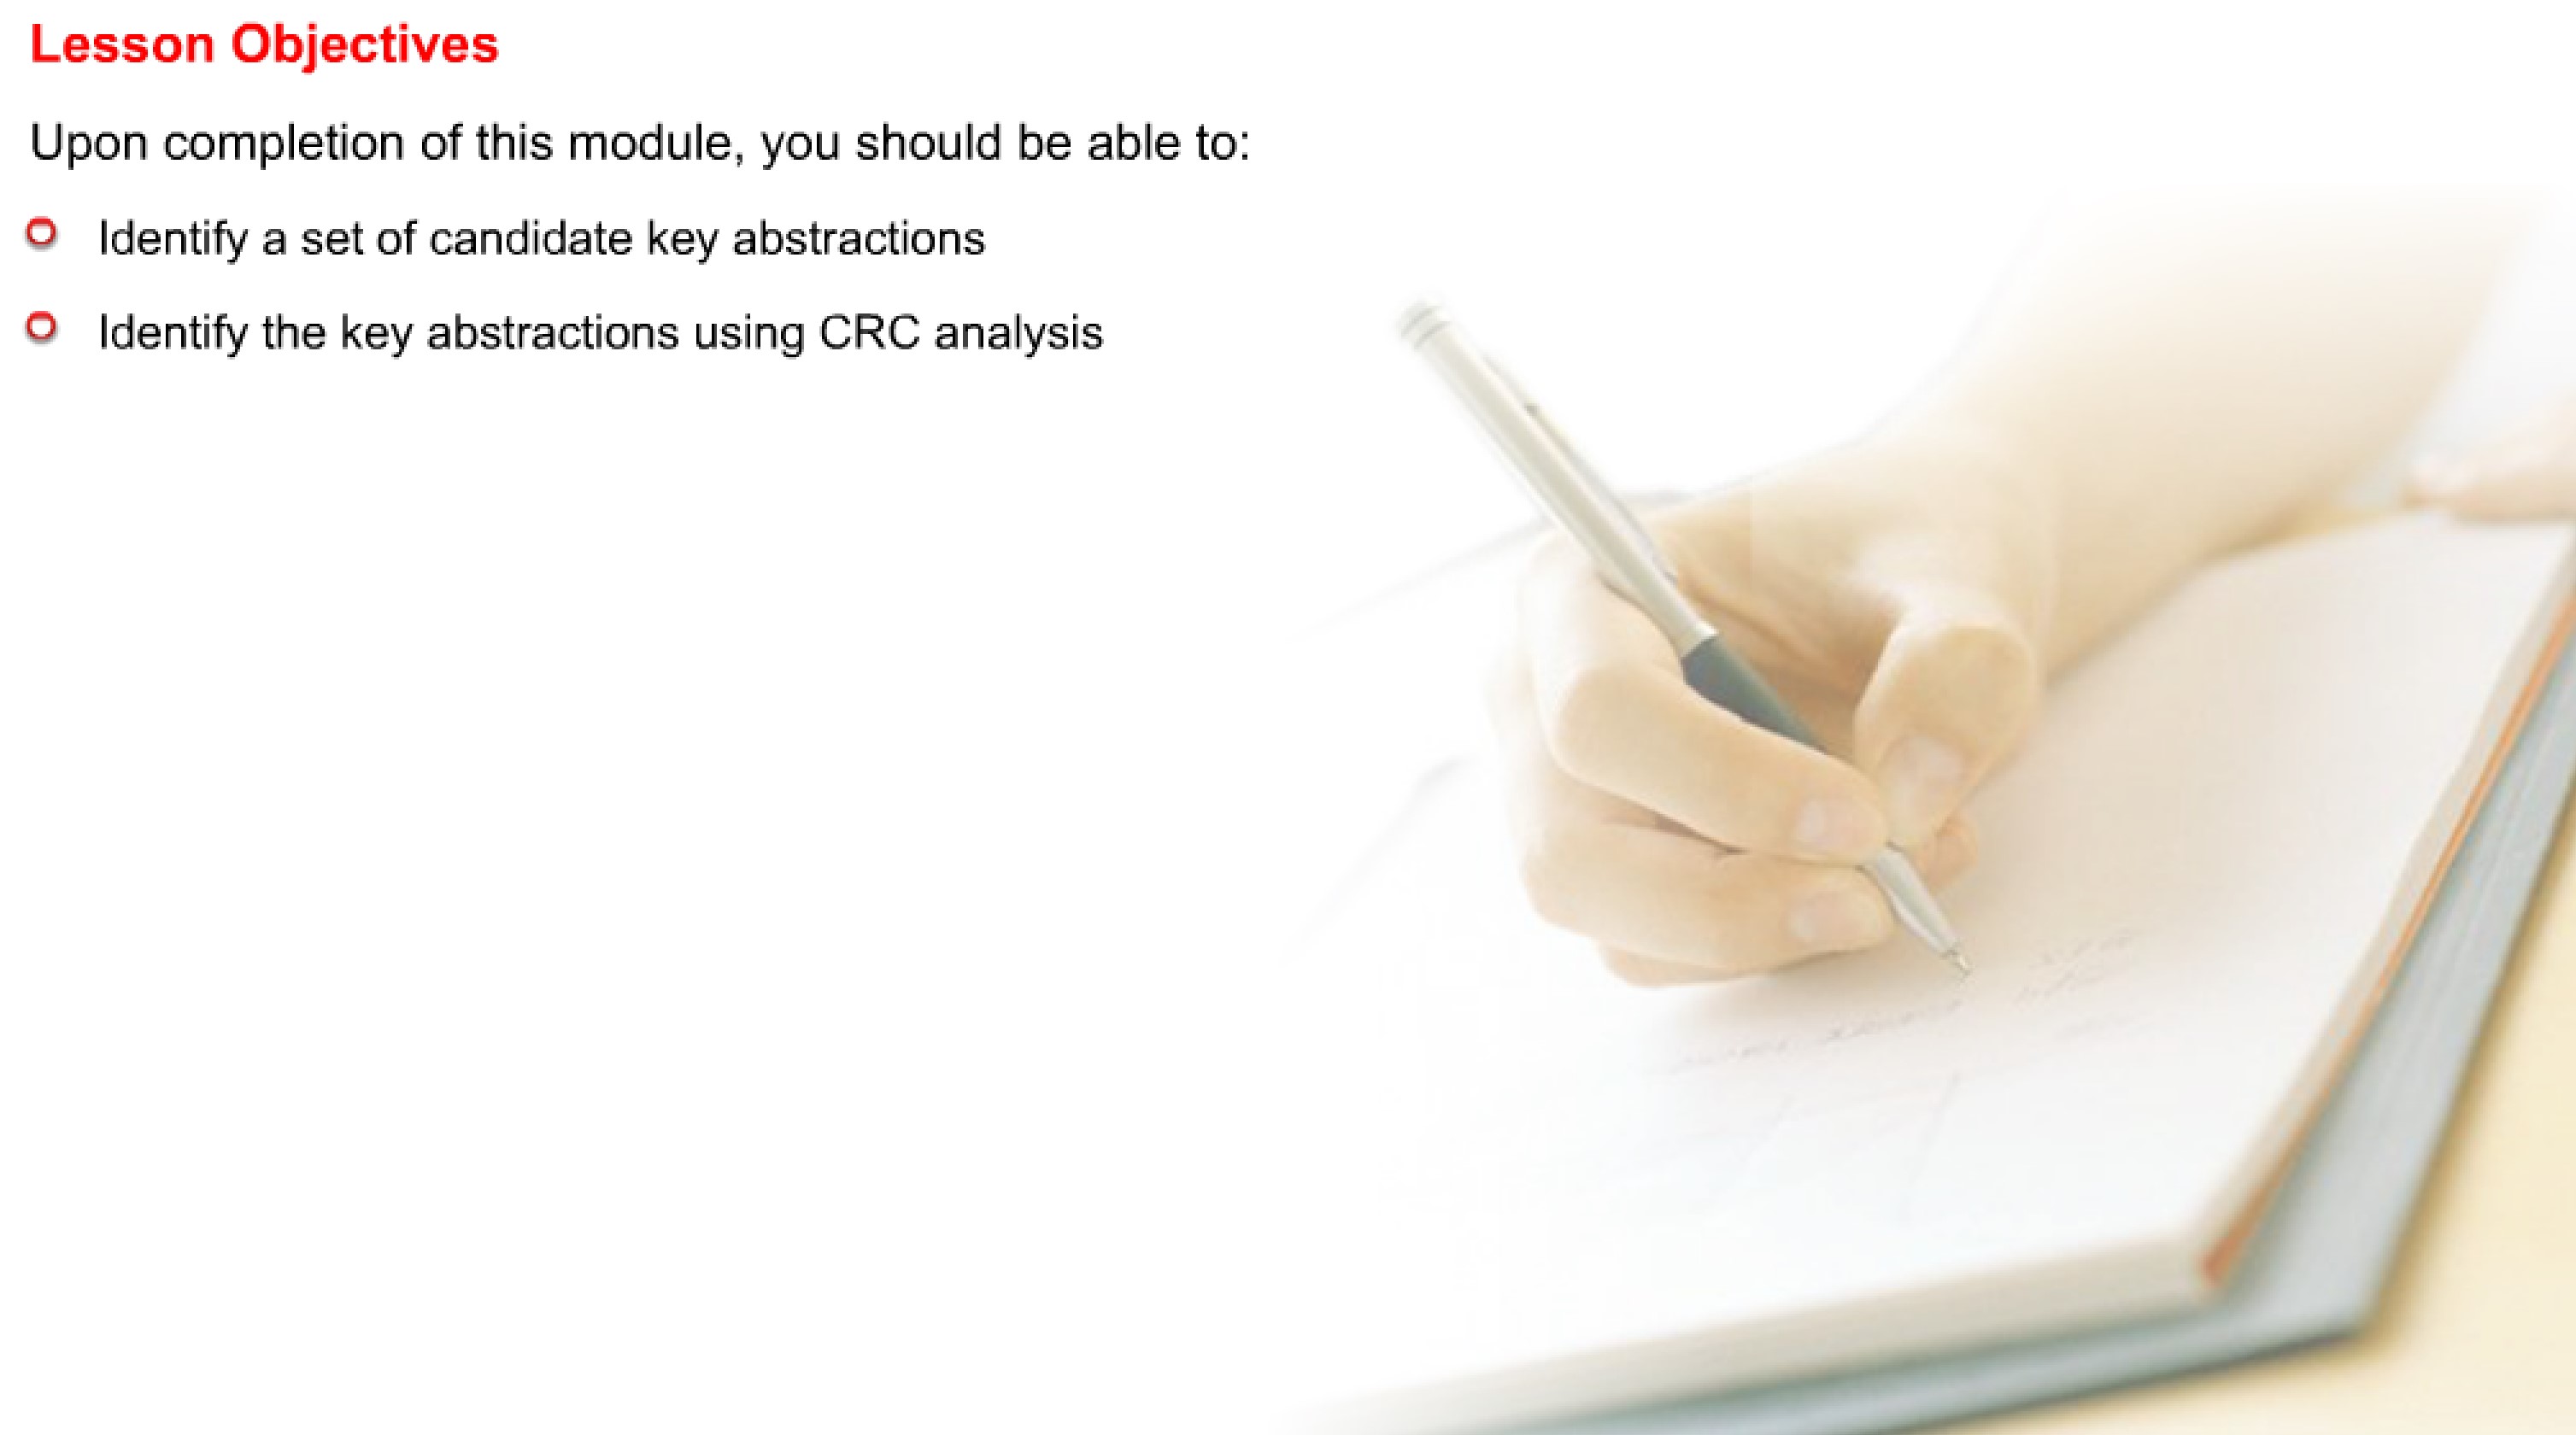 Lesson Objectives
Upon completion of this module, you should be able to:
Identify a set of candidate key abstractions
Identify the key abstractions using CRC analysis